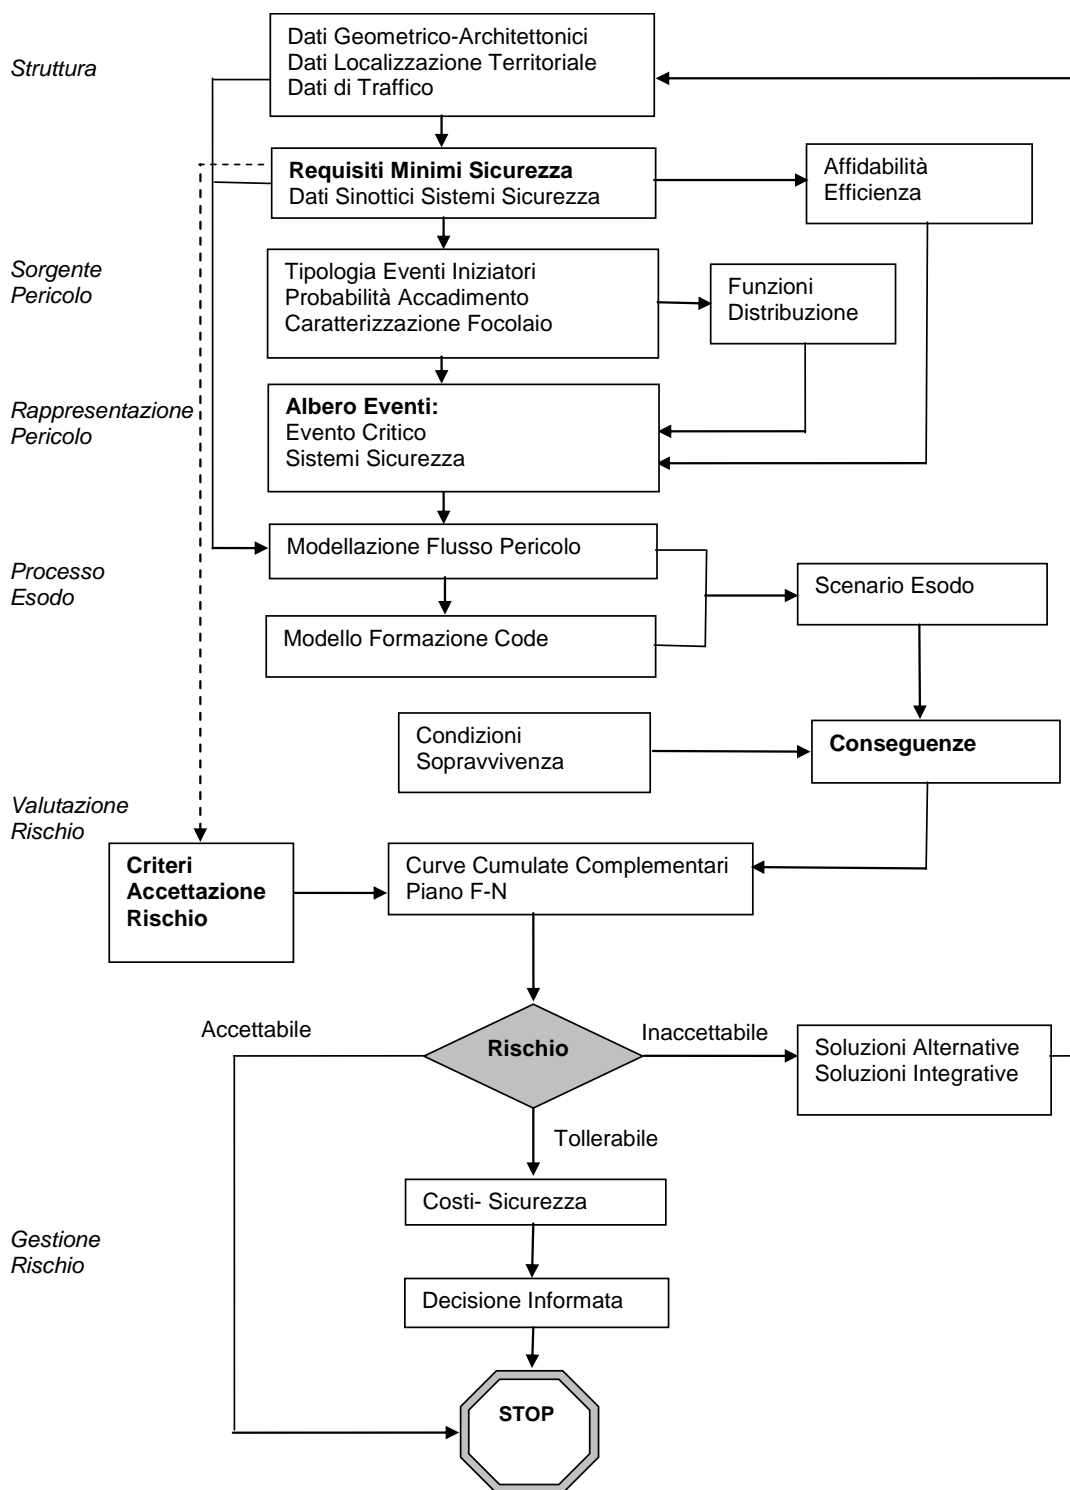 Struttura
Dati Geometrico-Architettonici
Dati Localizzazione Territoriale
Dati di Traffico
Requisiti Minimi Sicurezza
Dati Sinottici Sistemi Sicurezza
Affidabilità
Efficienza
Sorgente
Pericolo
Tipologia Eventi Iniziatori
Probabilità Accadimento
Caratterizzazione Focolaio
Funzioni
Distribuzione
Rappresentazione
Pericolo
Albero Eventi:
Evento Critico
Sistemi Sicurezza
Processo
Esodo
Modellazione Flusso Pericolo
Scenario Esodo
Modello Formazione Code
Condizioni
Sopravvivenza
Conseguenze
Valutazione
Rischio
Criteri
Accettazione
Rischio
Curve Cumulate Complementari
Piano F-N
Accettabile
Rischio
Inaccettabile
Soluzioni Alternative
Soluzioni Integrative
Tollerabile
Costi- Sicurezza
Gestione
Rischio
Decisione Informata
STOP